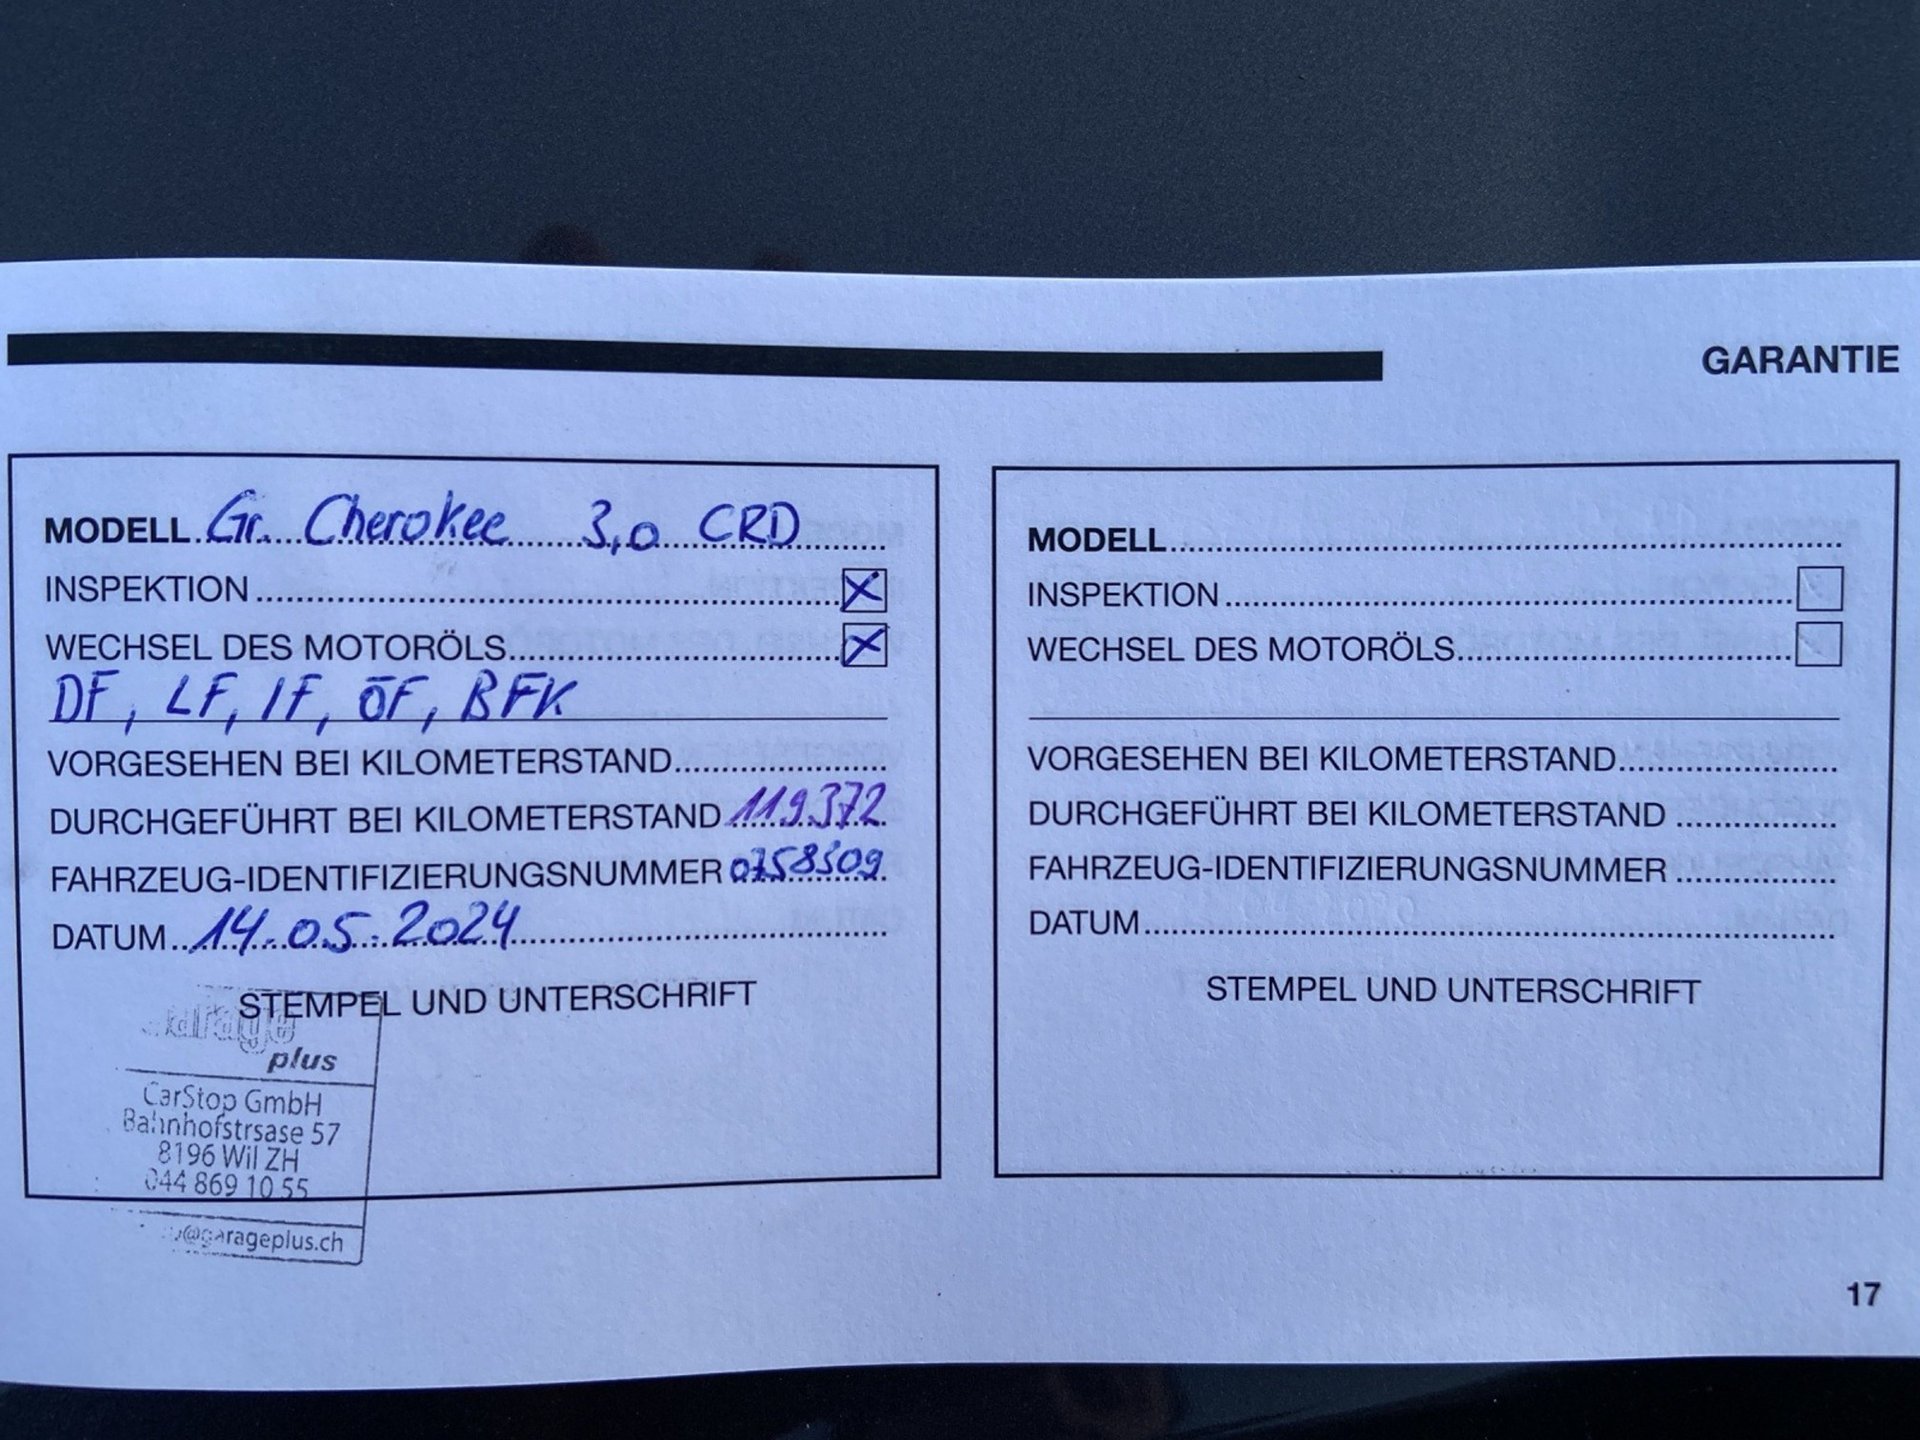 GARANTIE
MODELL Gr. Cherokee 3,0 CRD
INSPEKTION
WECHSEL DES MOTORÖLS
DF, LF, IF, ÖF, BFK
VORGESEHEN BEI KILOMETERSTAND
DURCHGEFÜHRT BEI KILOMETERSTAND 119.372
FAHRZEUG-IDENTIFIZIERUNGSNUMMER 0758309
DATUM 14.05.2024
STEMPEL UND UNTERSCHRIFT
plus
CarStop GmbH
Bahnhofstrsase 57
8196 Wil ZH
044 869 10 55
@garageplus.ch
MODELL
INSPEKTION
WECHSEL DES MOTORÖLS
VORGESEHEN BEI KILOMETERSTAND
DURCHGEFÜHRT BEI KILOMETERSTAND
FAHRZEUG-IDENTIFIZIERUNGSNUMMER
DATUM
STEMPEL UND UNTERSCHRIFT
17